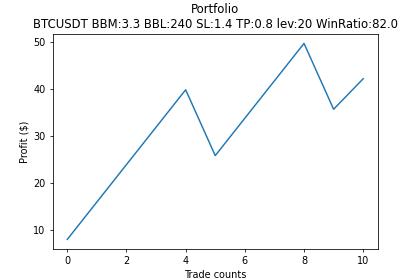 Portfolio
BTCUSDT BBM:3.3 BBL:240 SL:1.4 TP:0.8 lev:20 WinRatio:82.0
50
40
30
20
10
Profit ($)
0 2 4 6 8 10
Trade counts